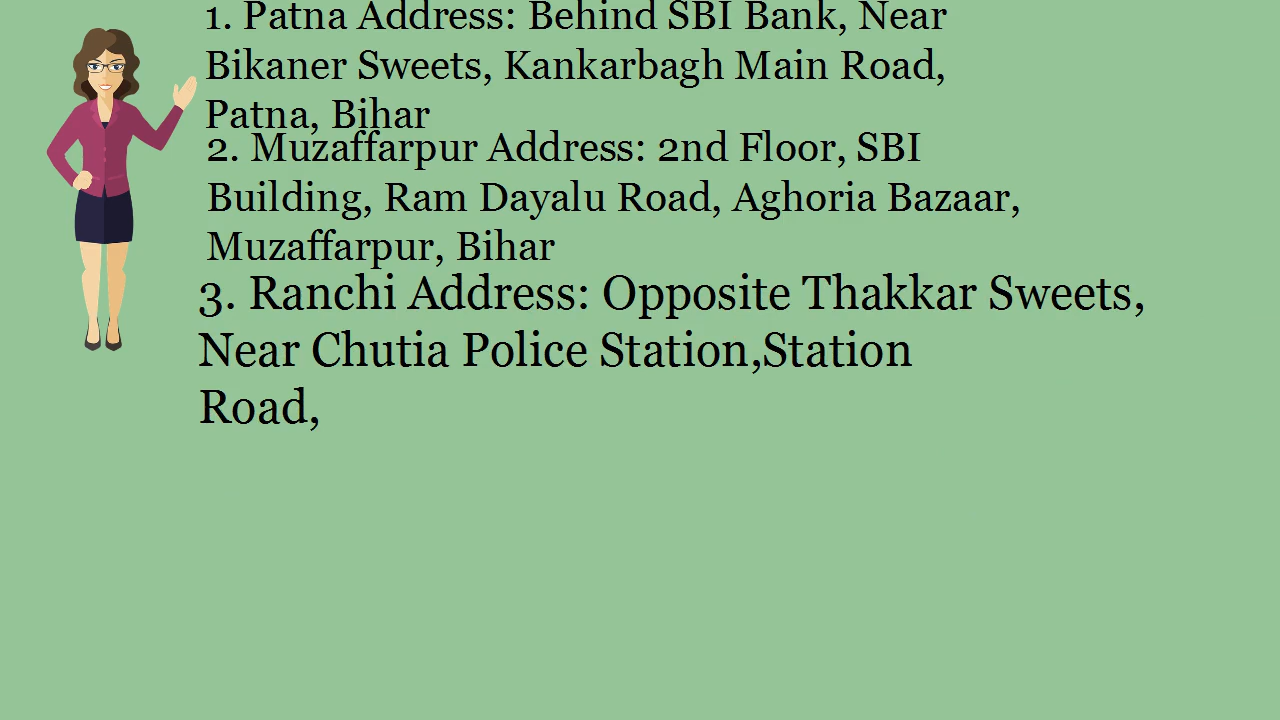 1. Patna Address: Behind SBI Bank, Near
Bikaner Sweets, Kankarbagh Main Road,
Patna, Bihar
2. Muzaffarpur Address: 2nd Floor, SBI
Building, Ram Dayalu Road, Aghoria Bazaar,
Muzaffarpur, Bihar
3. Ranchi Address: Opposite Thakkar Sweets,
Near Chutia Police Station,Station
Road,